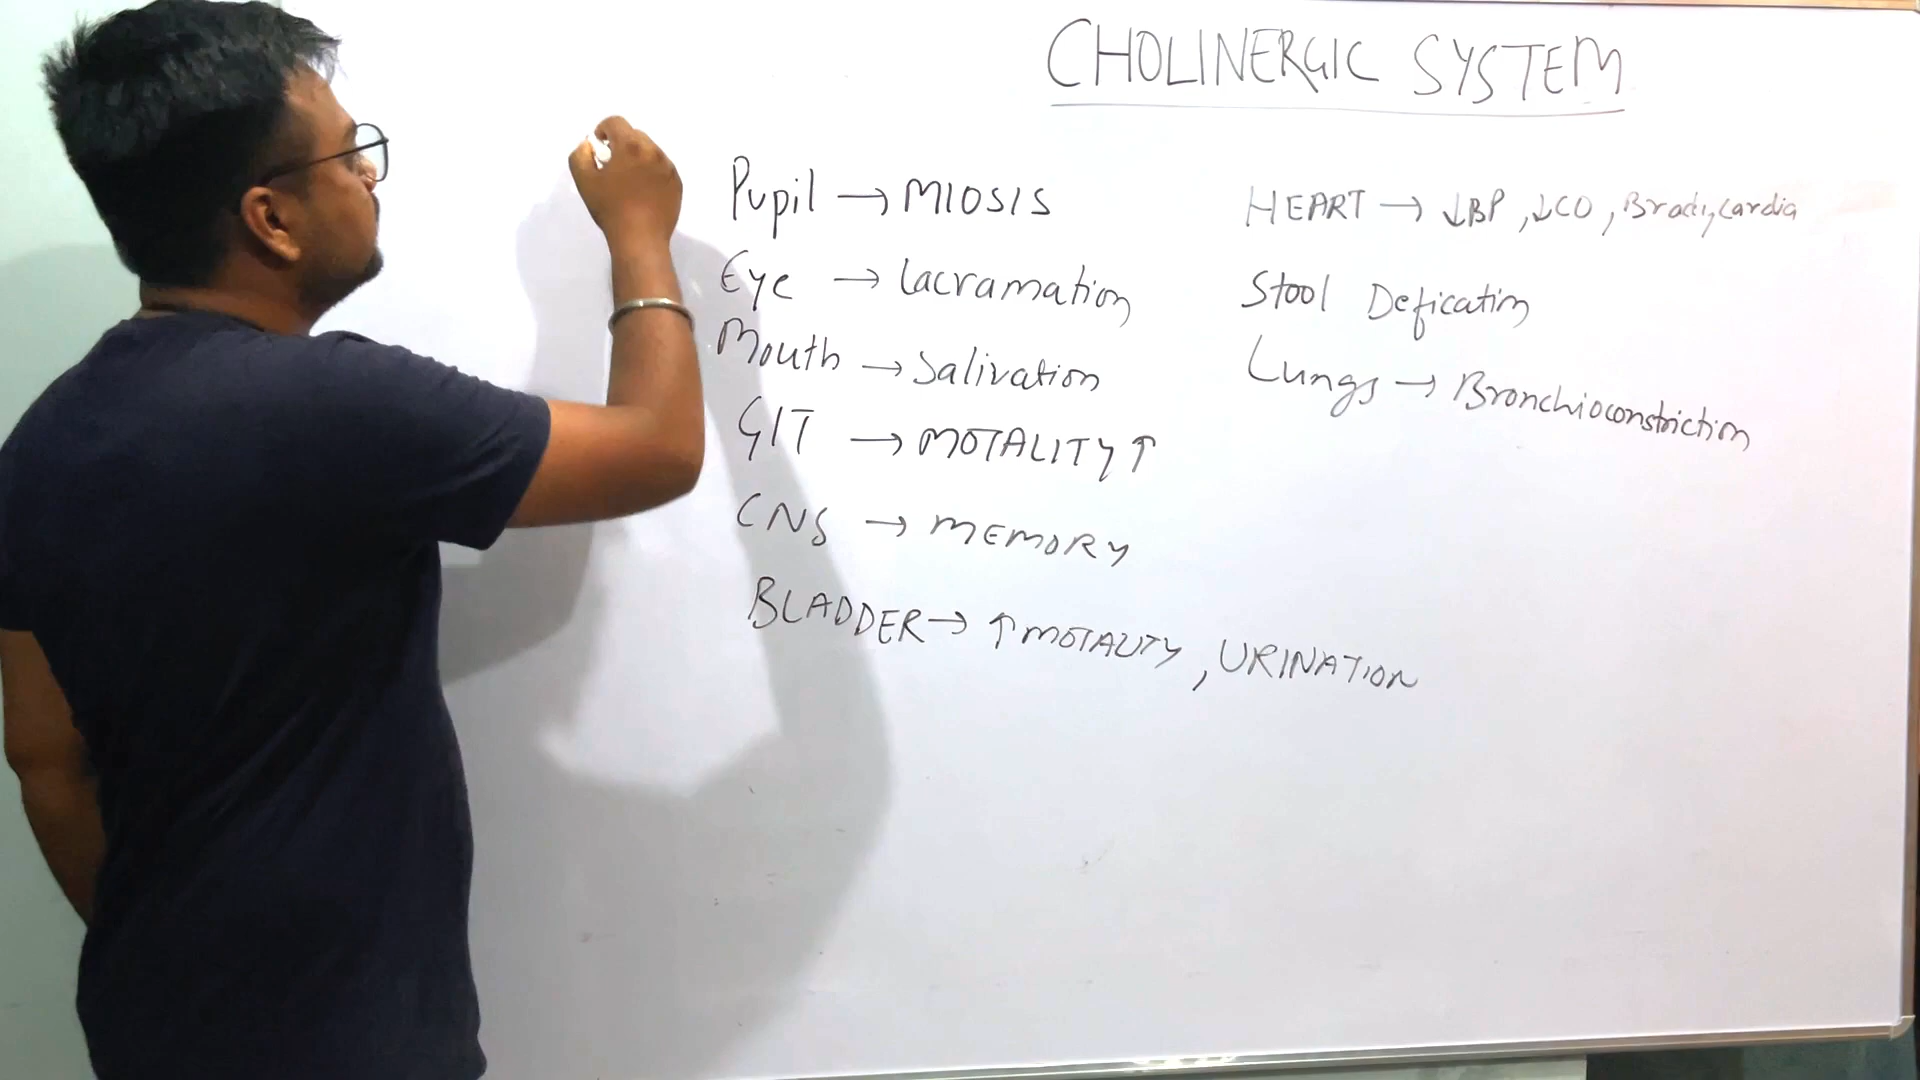 CHOLINERGIC SYSTEM
Pupil → MIOSIS
Eye → Lacramation
Mouth → Salivation
GIT → MOTALITY ↑
CNS → MEMORY
BLADDER → ↑ MOTALITY, URINATION
HEART → ↓BP, ↓CO, Bradycardia
Stool Defication
Lungs → Bronchioconstriction